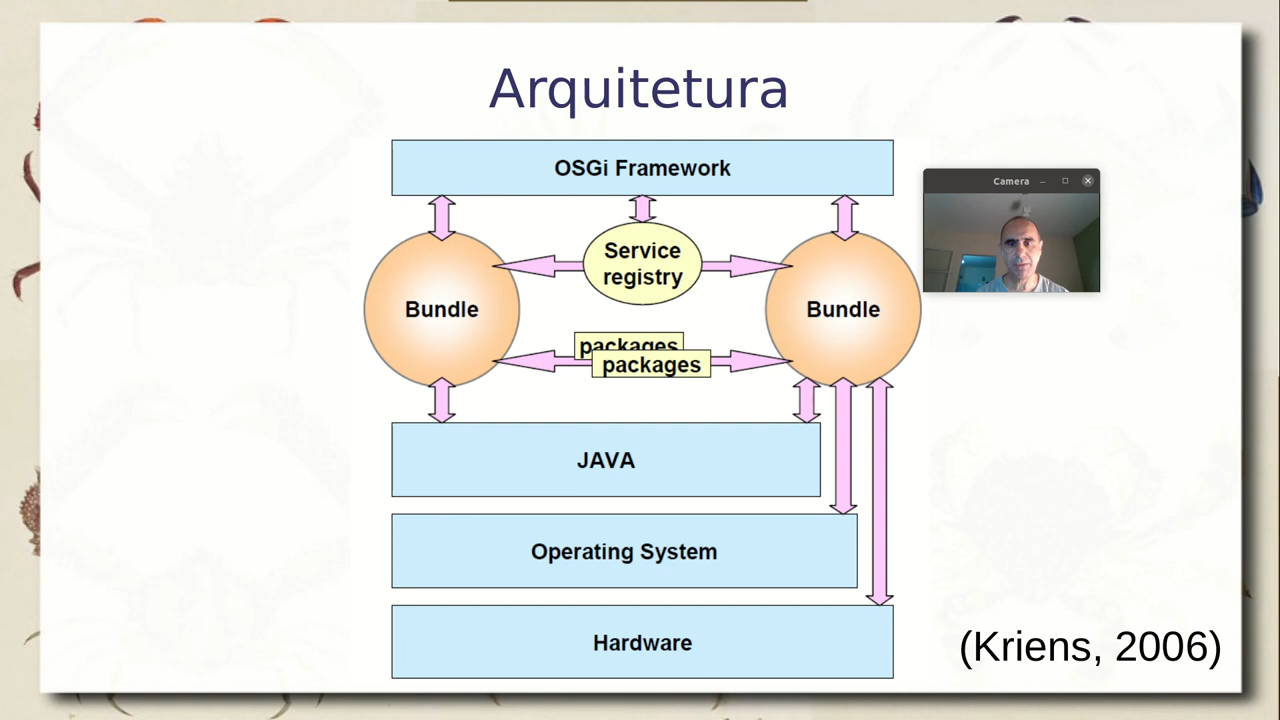 Arquitetura
OSGi Framework
Camera
Service
registry
Bundle
Bundle
packages
packages
JAVA
Operating System
Hardware
(Kriens, 2006)